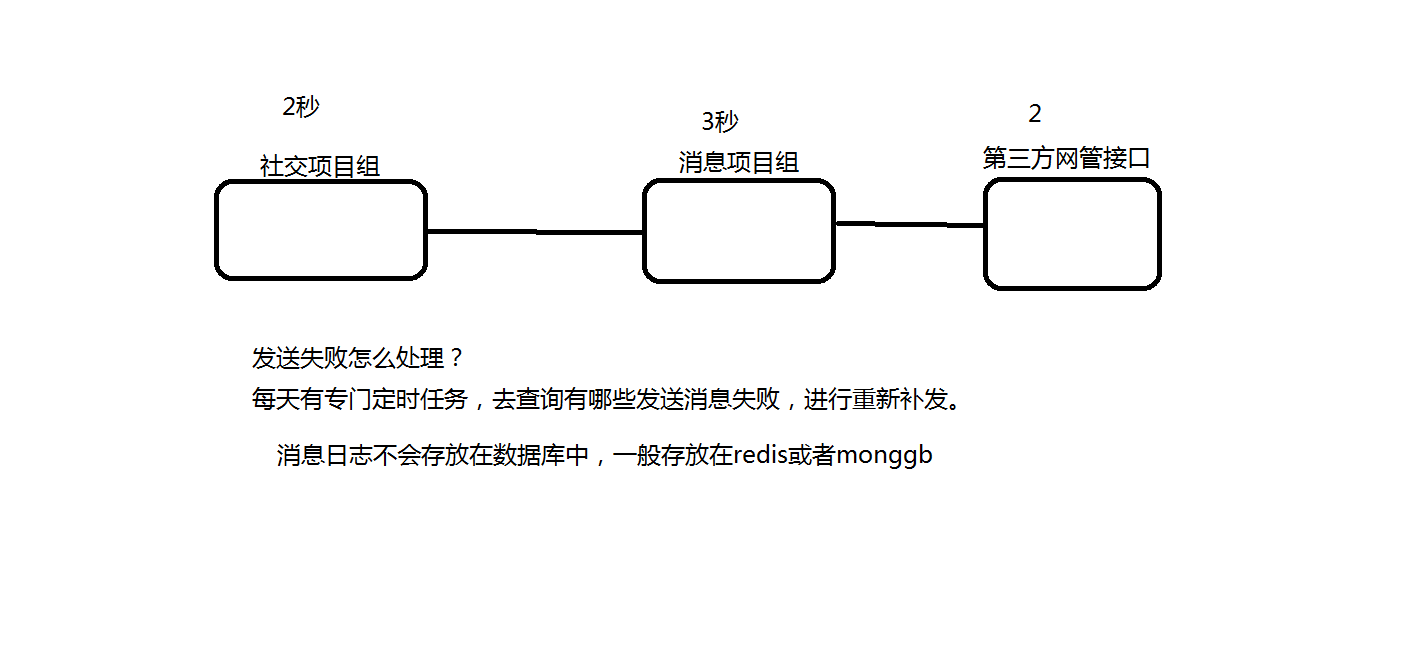 2秒
3秒
2
社交项目组
消息项目组
第三方网管接口
发送失败怎么处理？
每天有专门定时任务，去查询有哪些发送消息失败，进行重新补发。
消息日志不会存放在数据库中，一般存放在redis或者monggb